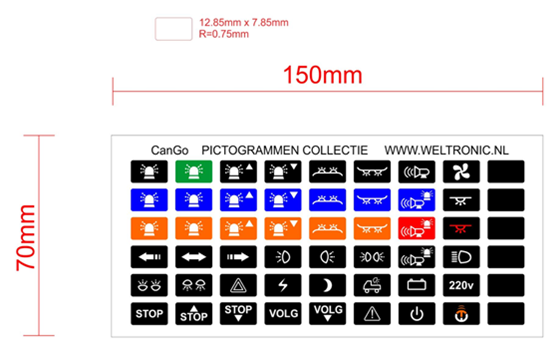 12.85mm x 7.85mm
R=0.75mm
150mm
70mm
CanGo PICTOGRAMMEN COLLECTIE WWW.WELTRONIC.NL
220v
STOP STOP STOP VOLG VOLG